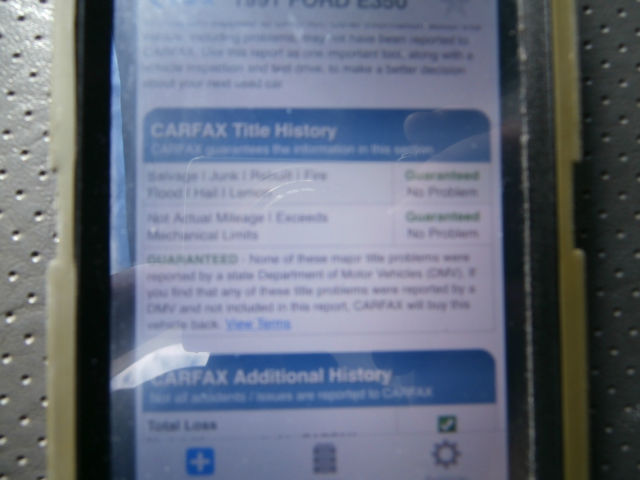 1991 FORD E350
vehicle, including problems, may not have been reported to
CARFAX. Use this report as one important tool, along with a
vehicle inspection and test drive, to make a better decision
about your next used car.
CARFAX Title History
CARFAX guarantees the information in this section
Salvage | Junk | Rebuilt | Fire
Flood | Hail | Lemon
Guaranteed
No Problem
Not Actual Mileage | Exceeds
Mechanical Limits
Guaranteed
No Problem
GUARANTEED - None of these major title problems were
reported by a state Department of Motor Vehicles (DMV). If
you find that any of these title problems were reported by a
DMV and not included in this report, CARFAX will buy this
vehicle back. View Terms
CARFAX Additional History
Not all accidents / issues are reported to CARFAX
Total Loss